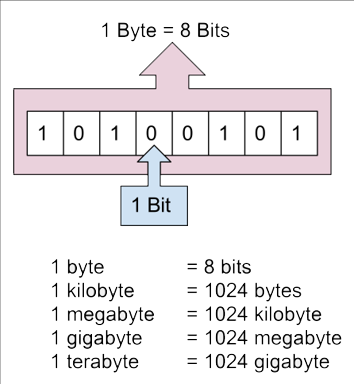 1 Byte = 8 Bits
1 0 1 0 0 1 0 1
1 Bit
1 byte = 8 bits
1 kilobyte = 1024 bytes
1 megabyte = 1024 kilobyte
1 gigabyte = 1024 megabyte
1 terabyte = 1024 gigabyte